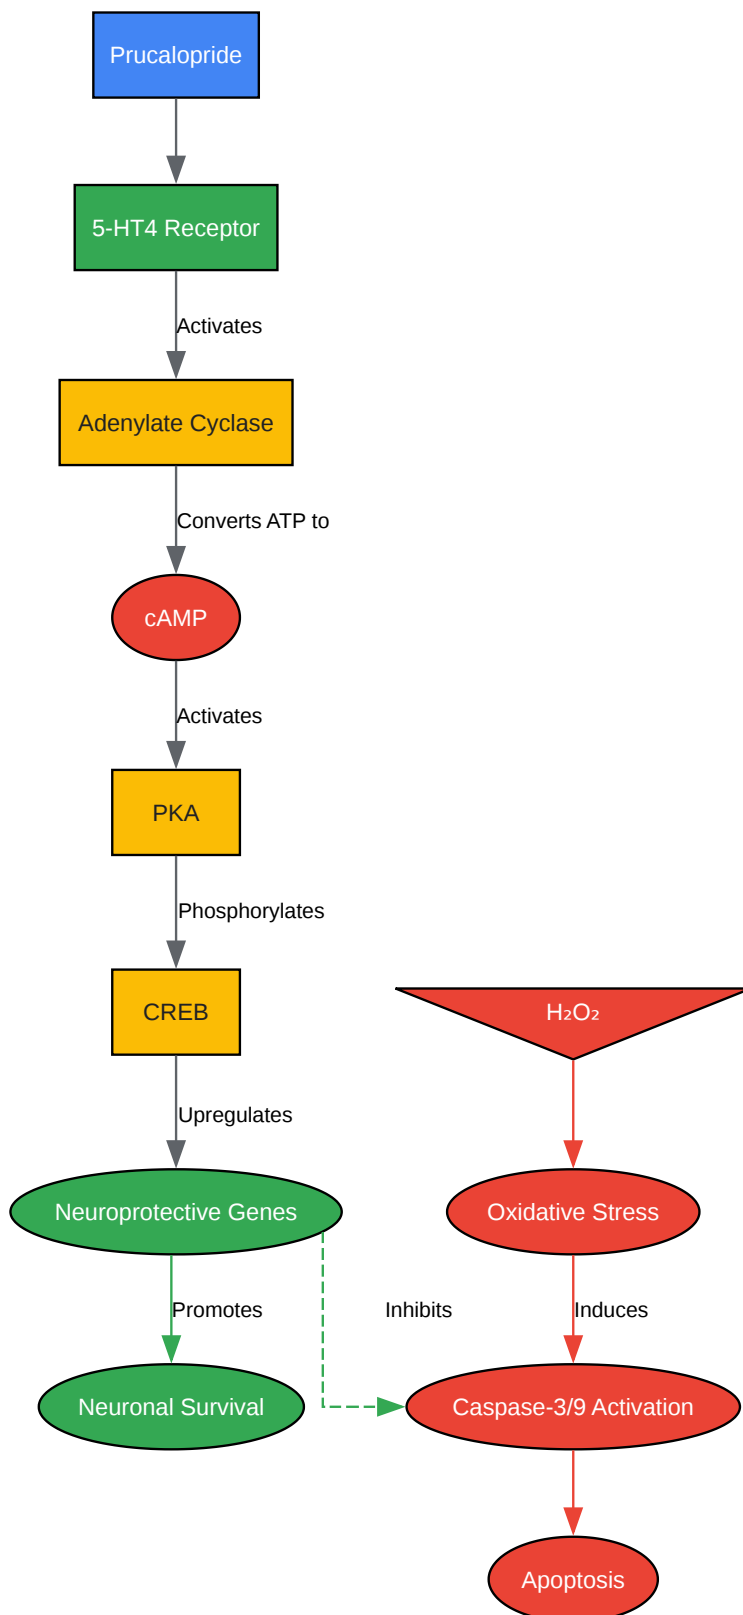 Prucalopride
5-HT4 Receptor
Activates
Adenylate Cyclase
Converts ATP to
cAMP
Activates
PKA
Phosphorylates
CREB
H₂O₂
Upregulates
Neuroprotective Genes
Oxidative Stress
Promotes
Inhibits
Induces
Neuronal Survival
Caspase-3/9 Activation
Apoptosis